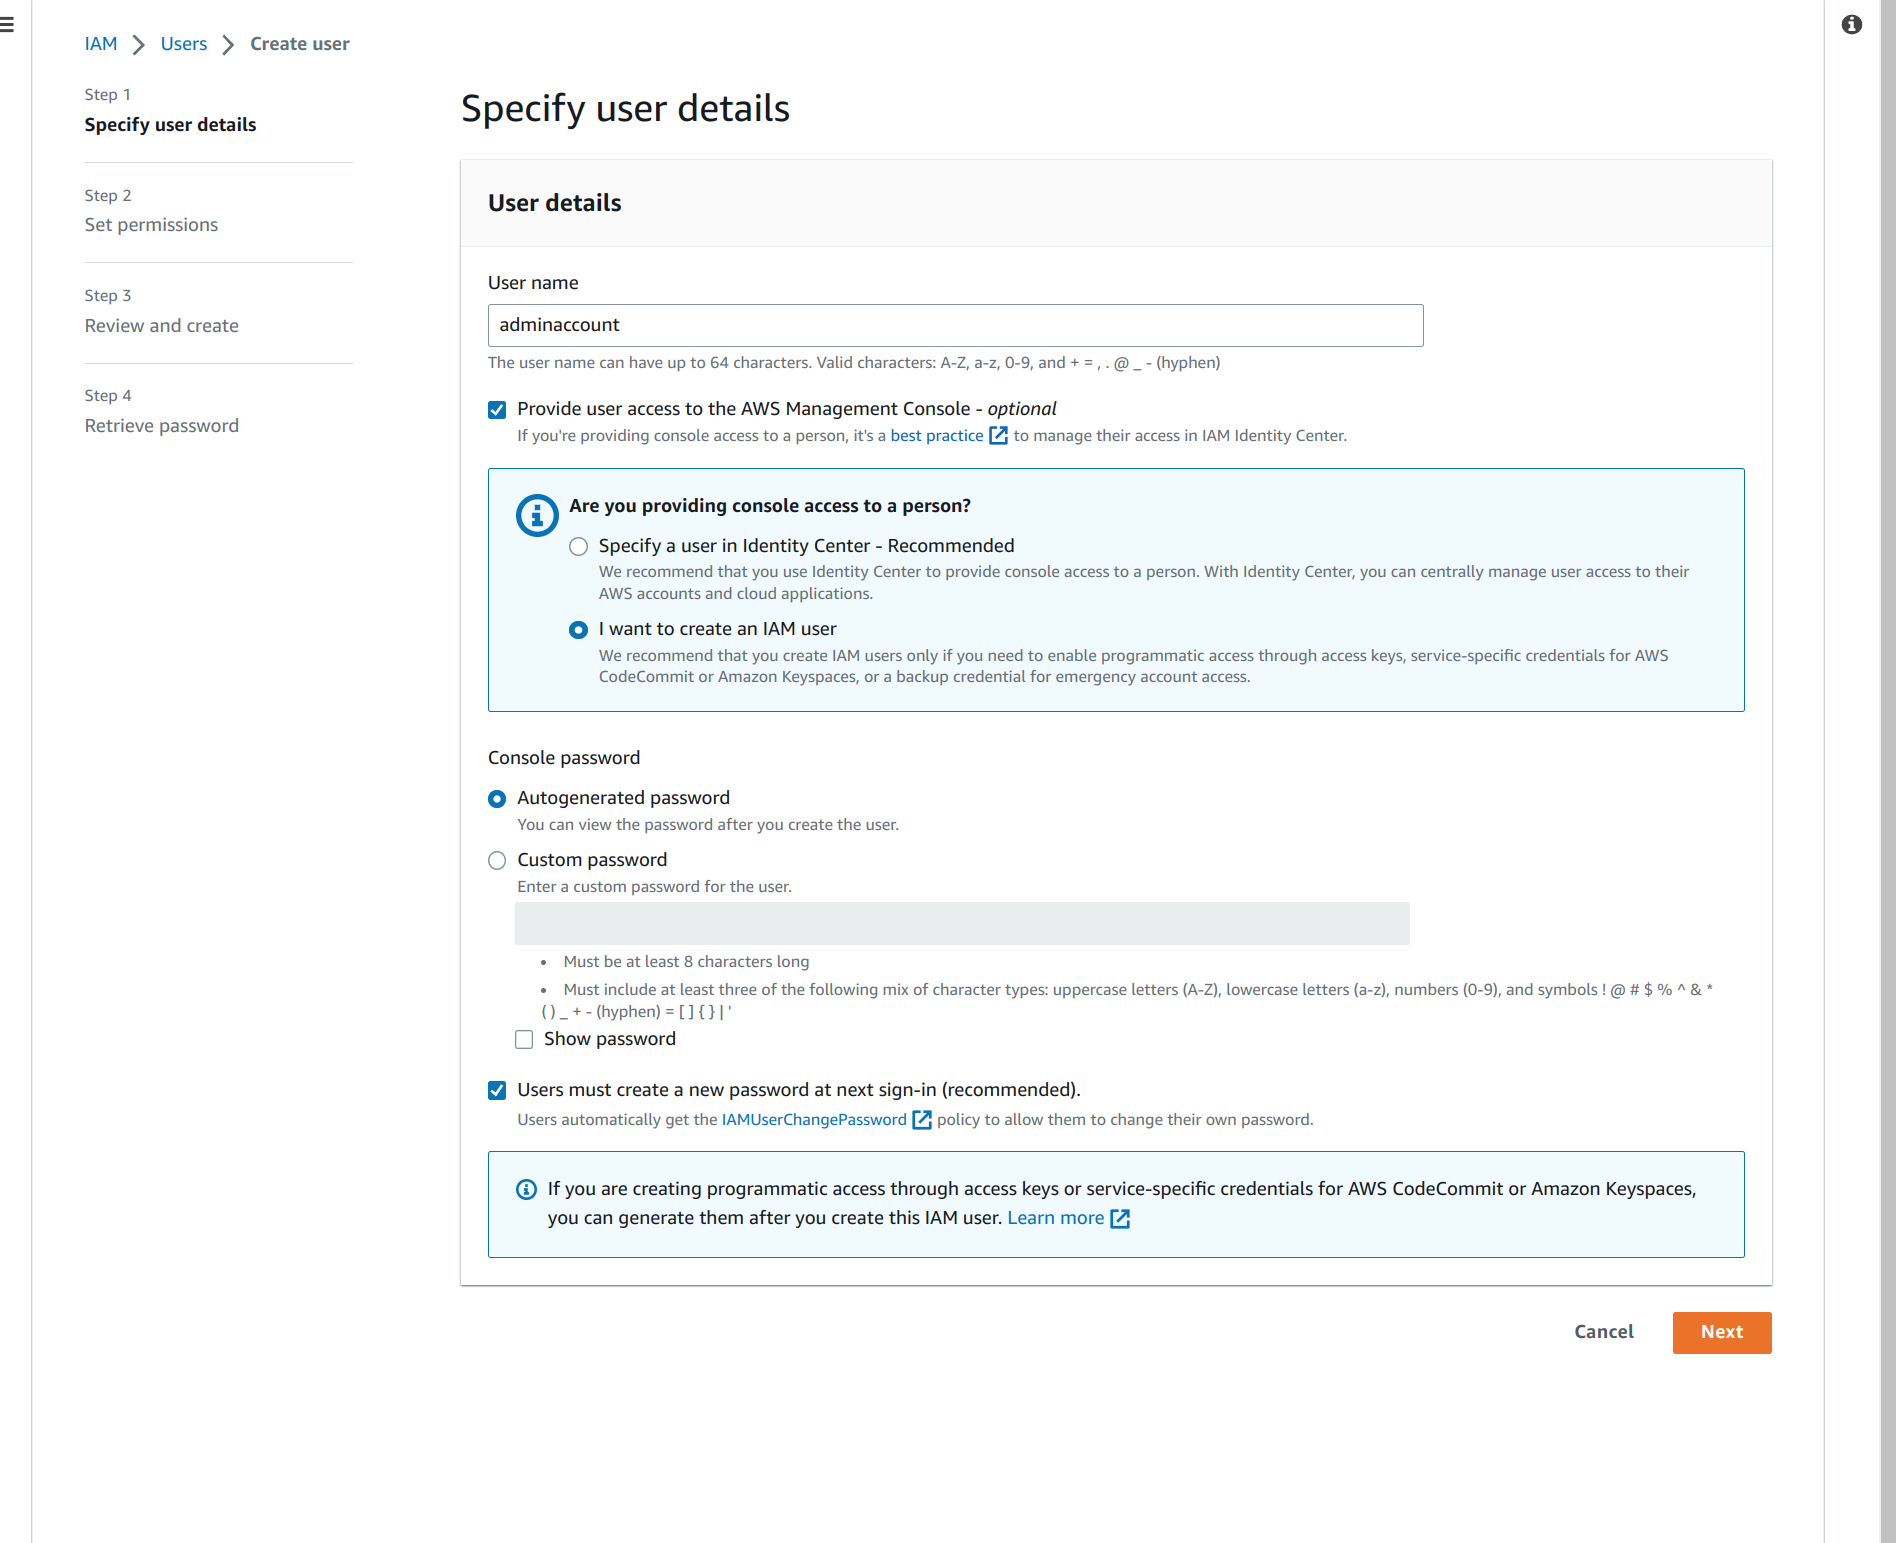 IAM > Users > Create user
Step 1
Specify user details
Step 2
Set permissions
Step 3
Review and create
Step 4
Retrieve password
Specify user details
User details
User name
adminaccount
The user name can have up to 64 characters. Valid characters: A-Z, a-z, 0-9, and + = , . @ _ - (hyphen)
Provide user access to the AWS Management Console - optional
If you're providing console access to a person, it's a best practice to manage their access in IAM Identity Center.
Are you providing console access to a person?
Specify a user in Identity Center - Recommended
We recommend that you use Identity Center to provide console access to a person. With Identity Center, you can centrally manage user access to their
AWS accounts and cloud applications.
I want to create an IAM user
We recommend that you create IAM users only if you need to enable programmatic access through access keys, service-specific credentials for AWS
CodeCommit or Amazon Keyspaces, or a backup credential for emergency account access.
Console password
Autogenerated password
You can view the password after you create the user.
Custom password
Enter a custom password for the user.
• Must be at least 8 characters long
• Must include at least three of the following mix of character types: uppercase letters (A-Z), lowercase letters (a-z), numbers (0-9), and symbols ! @ # $ % ^ & *
( ) _ + - (hyphen) = [ ] { } | '
Show password
Users must create a new password at next sign-in (recommended).
Users automatically get the IAMUserChangePassword policy to allow them to change their own password.
If you are creating programmatic access through access keys or service-specific credentials for AWS CodeCommit or Amazon Keyspaces,
you can generate them after you create this IAM user. Learn more
Cancel
Next